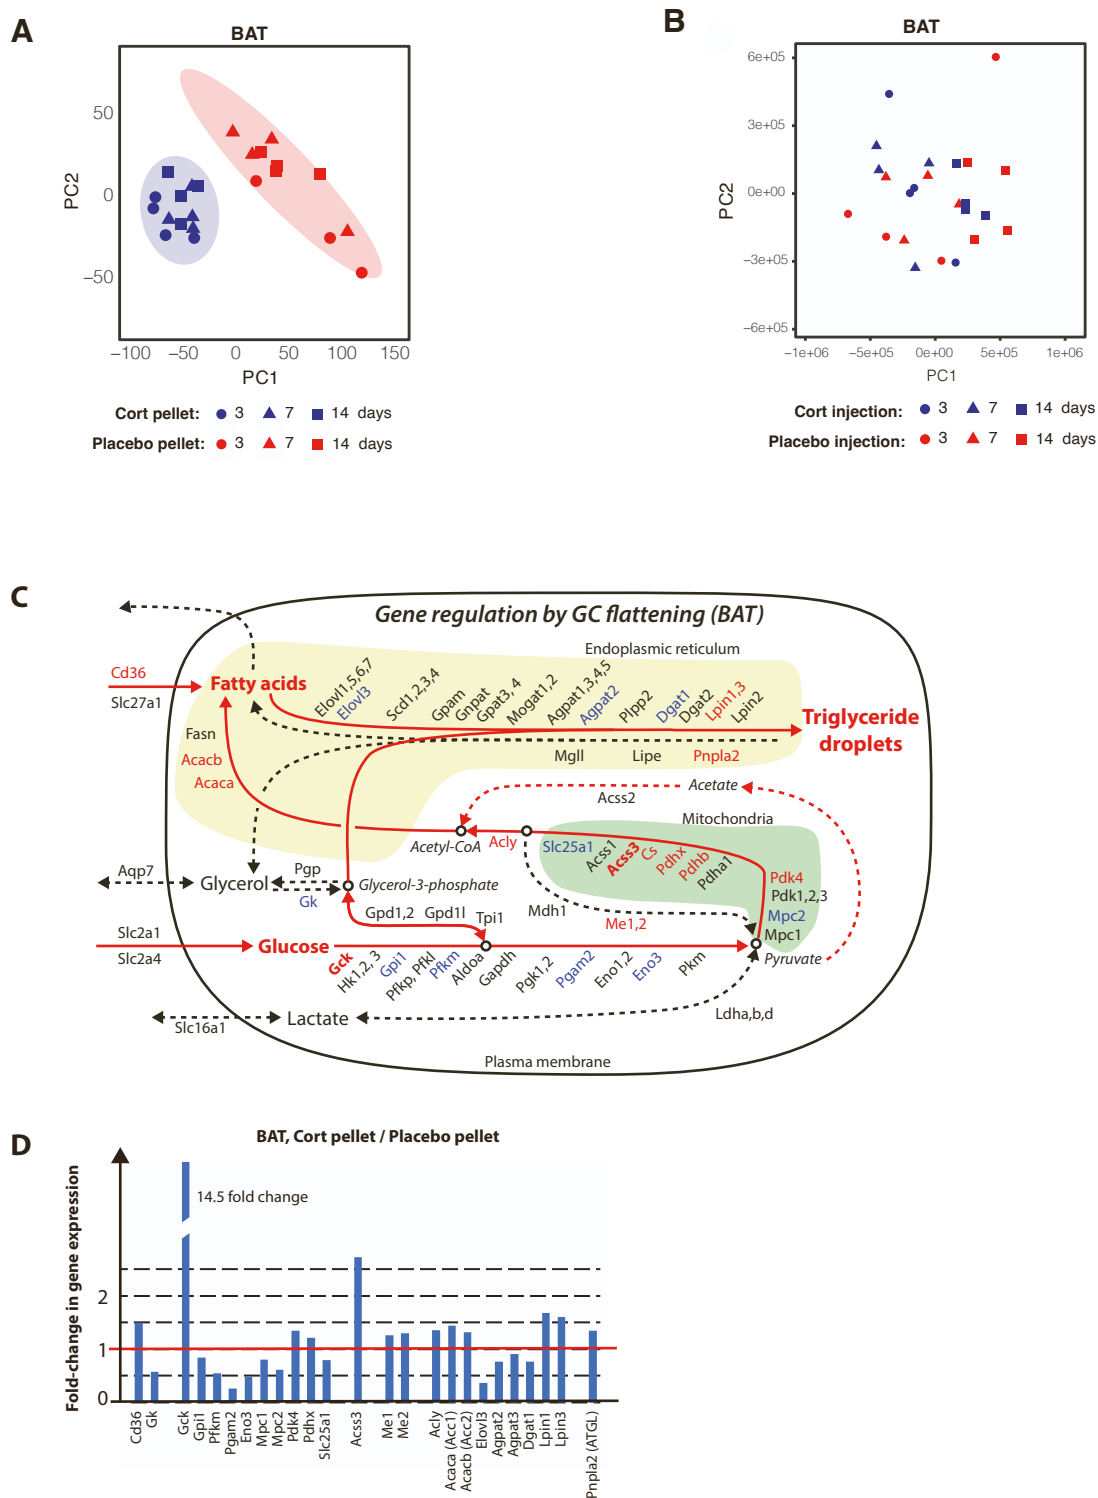 A
BAT
PC2
50
0
−50
−100 −50 0 50 100 150
PC1
Cort pellet: 3 7 14 days
Placebo pellet: 3 7 14 days
B
BAT
PC2
6e+05
3e+05
0e+00
−3e+05
−6e+05
−1e+06 −5e+05 0e+00 5e+05 1e+06
PC1
Cort injection: 3 7 14 days
Placebo injection: 3 7 14 days
C
Gene regulation by GC flattening (BAT)
Endoplasmic reticulum
Cd36
Slc27a1
Fatty acids
Elovl1,5,6,7
Elovl3
Scd1,2,3,4
Gpam
Gnpat
Gpat3, 4
Mogat1,2
Agpat1,3,4,5
Agpat2
Plpp2
Dgat1
Dgat2
Lpin1,3
Lpin2
Triglyceride
droplets
Fasn
Acacb
Acaca
Mgll
Lipe
Pnpla2
Acetate
Acss2
Mitochondria
Acetyl-CoA
Acly
Slc25a1
Acss1
Acss3
Cs
Pdhx
Pdhb
Pdha1
Pdk4
Pdk1,2,3
Mpc2
Mpc1
Pyruvate
Aqp7
Glycerol
Pgp
Gk
Glycerol-3-phosphate
Gpd1,2
Gpd1l
Tpi1
Mdh1
Me1,2
Slc2a1
Slc2a4
Glucose
Gck
Hk1,2, 3
Gpi1
Pfkp, Pfkl
Pfkm
Aldoa
Gapdh
Pgk1,2
Pgam2
Eno1,2
Eno3
Pkm
Slc16a1
Lactate
Ldha,b,d
Plasma membrane
D
BAT, Cort pellet / Placebo pellet
Fold-change in gene expression
14.5 fold change
2
1
0
Cd36
Gk
Gck
Gpi1
Pfkm
Pgam2
Eno3
Mpc1
Mpc2
Pdk4
Pdhx
Slc25a1
Acss3
Me1
Me2
Acly
Acaca (Acc1)
Acacb (Acc2)
Elovl3
Agpat2
Agpat3
Dgat1
Lpin1
Lpin3
Pnpla2 (ATGL)